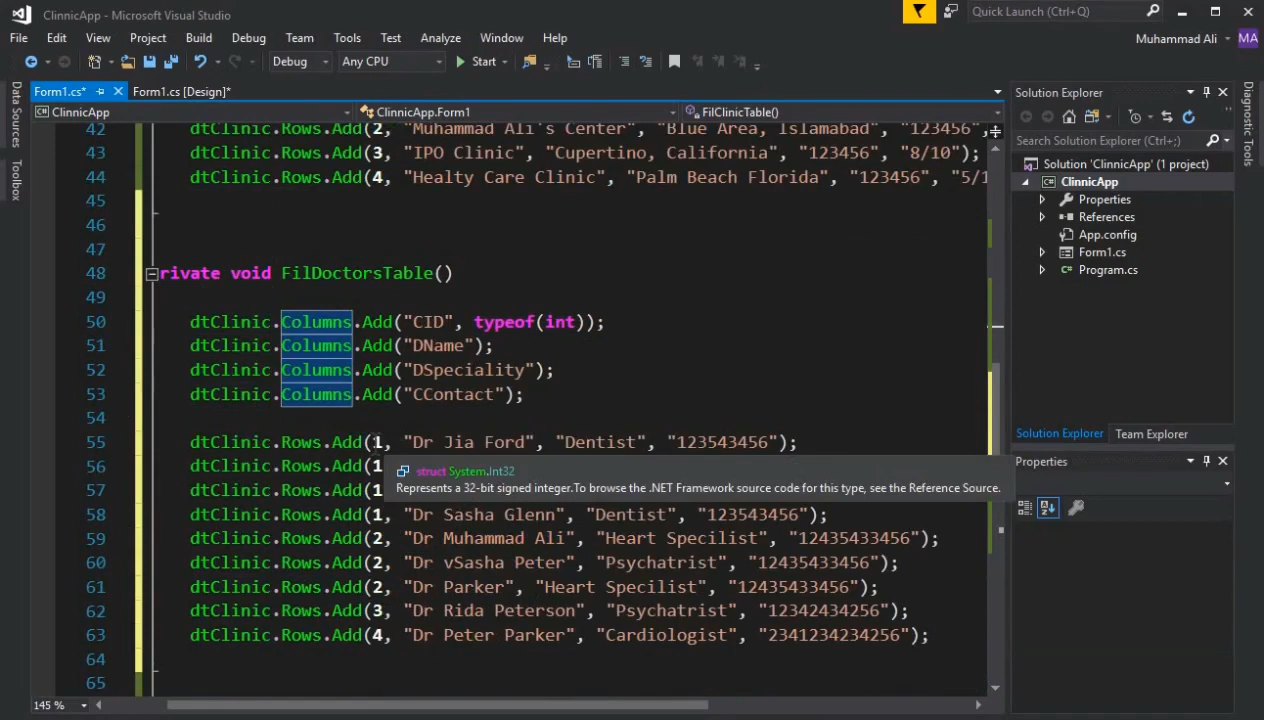 ClinnicApp - Microsoft Visual Studio
Quick Launch (Ctrl+Q)
File Edit View Project Build Debug Team Tools Test Analyze Window Help
Muhammad Ali MA
Debug Any CPU Start
Data Sources
Toolbox
Form1.cs* Form1.cs [Design]*
ClinnicApp ClinnicApp.Form1 FilClinicTable()
42 dtClinic.Rows.Add(2, "Muhammad Ali's Center", "Blue Area, Islamabad", "123456",
43 dtClinic.Rows.Add(3, "IPO Clinic", "Cupertino, California", "123456", "8/10");
44 dtClinic.Rows.Add(4, "Healty Care Clinic", "Palm Beach Florida", "123456", "5/1
45
46
47
48 rivate void FilDoctorsTable()
49
50 dtClinic.Columns.Add("CID", typeof(int));
51 dtClinic.Columns.Add("DName");
52 dtClinic.Columns.Add("DSpeciality");
53 dtClinic.Columns.Add("CContact");
54
55 dtClinic.Rows.Add(1, "Dr Jia Ford", "Dentist", "123543456");
56 dtClinic.Rows.Add(1
struct System.Int32
Represents a 32-bit signed integer.To browse the .NET Framework source code for this type, see the Reference Source.
57 dtClinic.Rows.Add(1
58 dtClinic.Rows.Add(1, "Dr Sasha Glenn", "Dentist", "123543456");
59 dtClinic.Rows.Add(2, "Dr Muhammad Ali", "Heart Specilist", "12435433456");
60 dtClinic.Rows.Add(2, "Dr vSasha Peter", "Psychatrist", "12435433456");
61 dtClinic.Rows.Add(2, "Dr Parker", "Heart Specilist", "12435433456");
62 dtClinic.Rows.Add(3, "Dr Rida Peterson", "Psychatrist", "12342434256");
63 dtClinic.Rows.Add(4, "Dr Peter Parker", "Cardiologist", "2341234234256");
64
65
145 %
Solution Explorer
Search Solution Explorer (
Solution 'ClinnicApp' (1 project)
ClinnicApp
Properties
References
App.config
Form1.cs
Program.cs
Solution Explorer Team Explorer
Properties
Diagnostic Tools